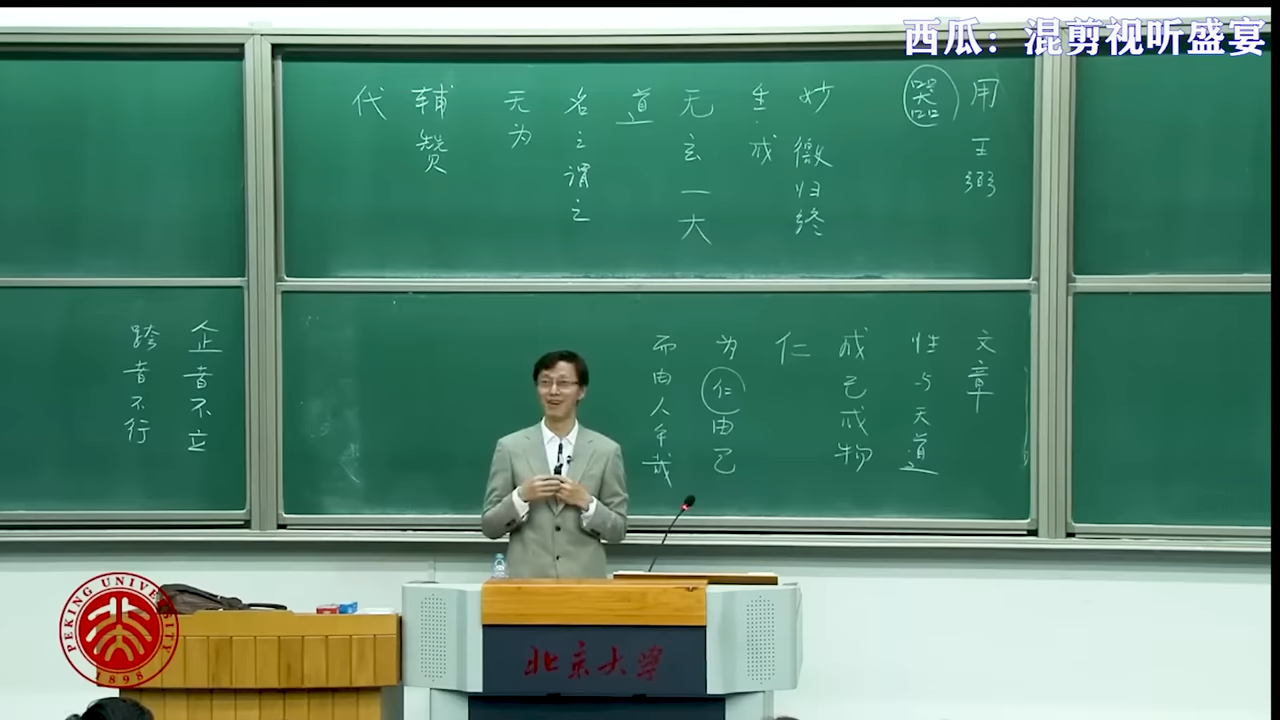 西瓜：混剪视听盛宴
用王弼
器
妙徼归终
生·成
无玄一大
道
名之谓之
无为
辅赞
代
文章
性与天道
成己成物
仁
为仁由己
而由人乎哉
企者不立
跨者不行
北京大学
PEKING UNIVERSITY
1898